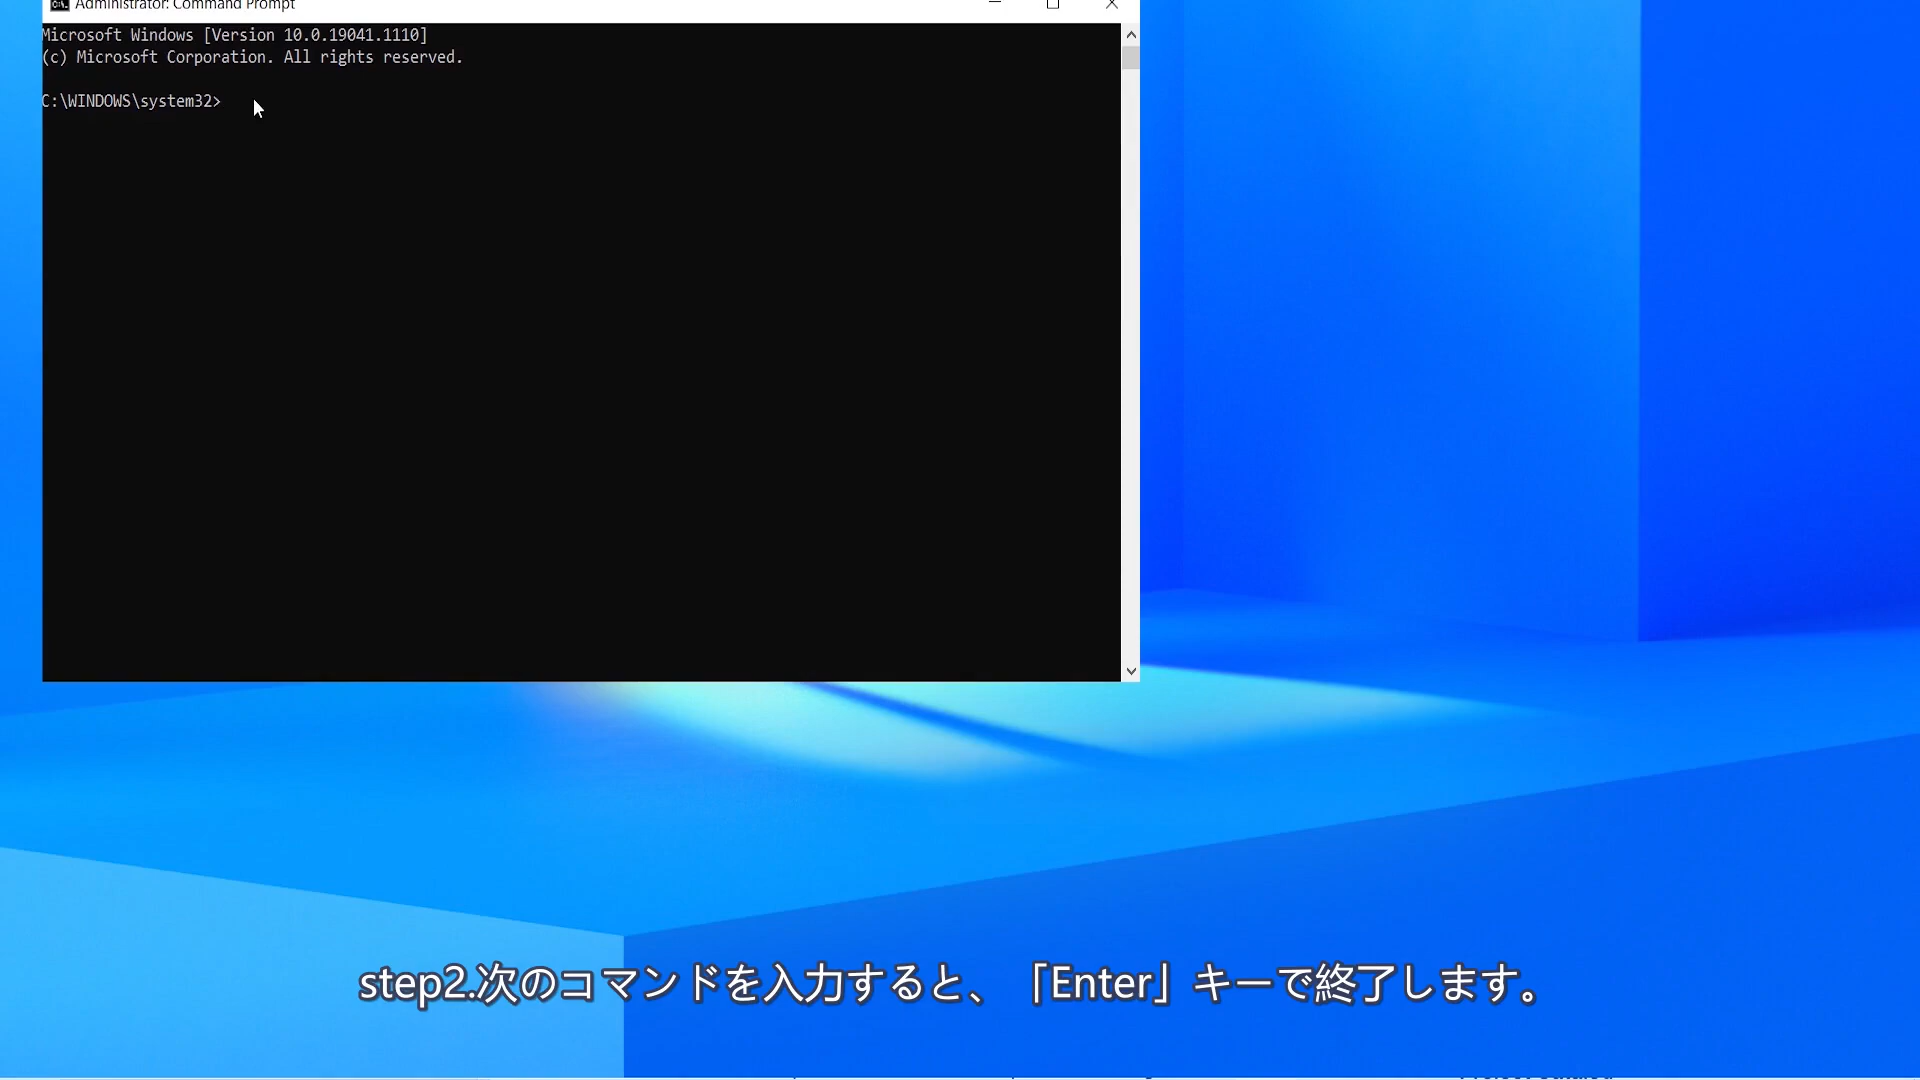 Administrator: Command Prompt
Microsoft Windows [Version 10.0.19041.1110]
(c) Microsoft Corporation. All rights reserved.
C:\WINDOWS\system32>
step2.次のコマンドを入力すると、「Enter」キーで終了します。